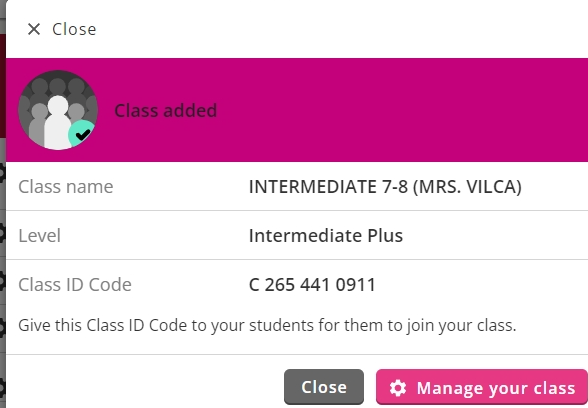 Close
Class added
Class name INTERMEDIATE 7-8 (MRS. VILCA)
Level Intermediate Plus
Class ID Code C 265 441 0911
Give this Class ID Code to your students for them to join your class.
Close Manage your class